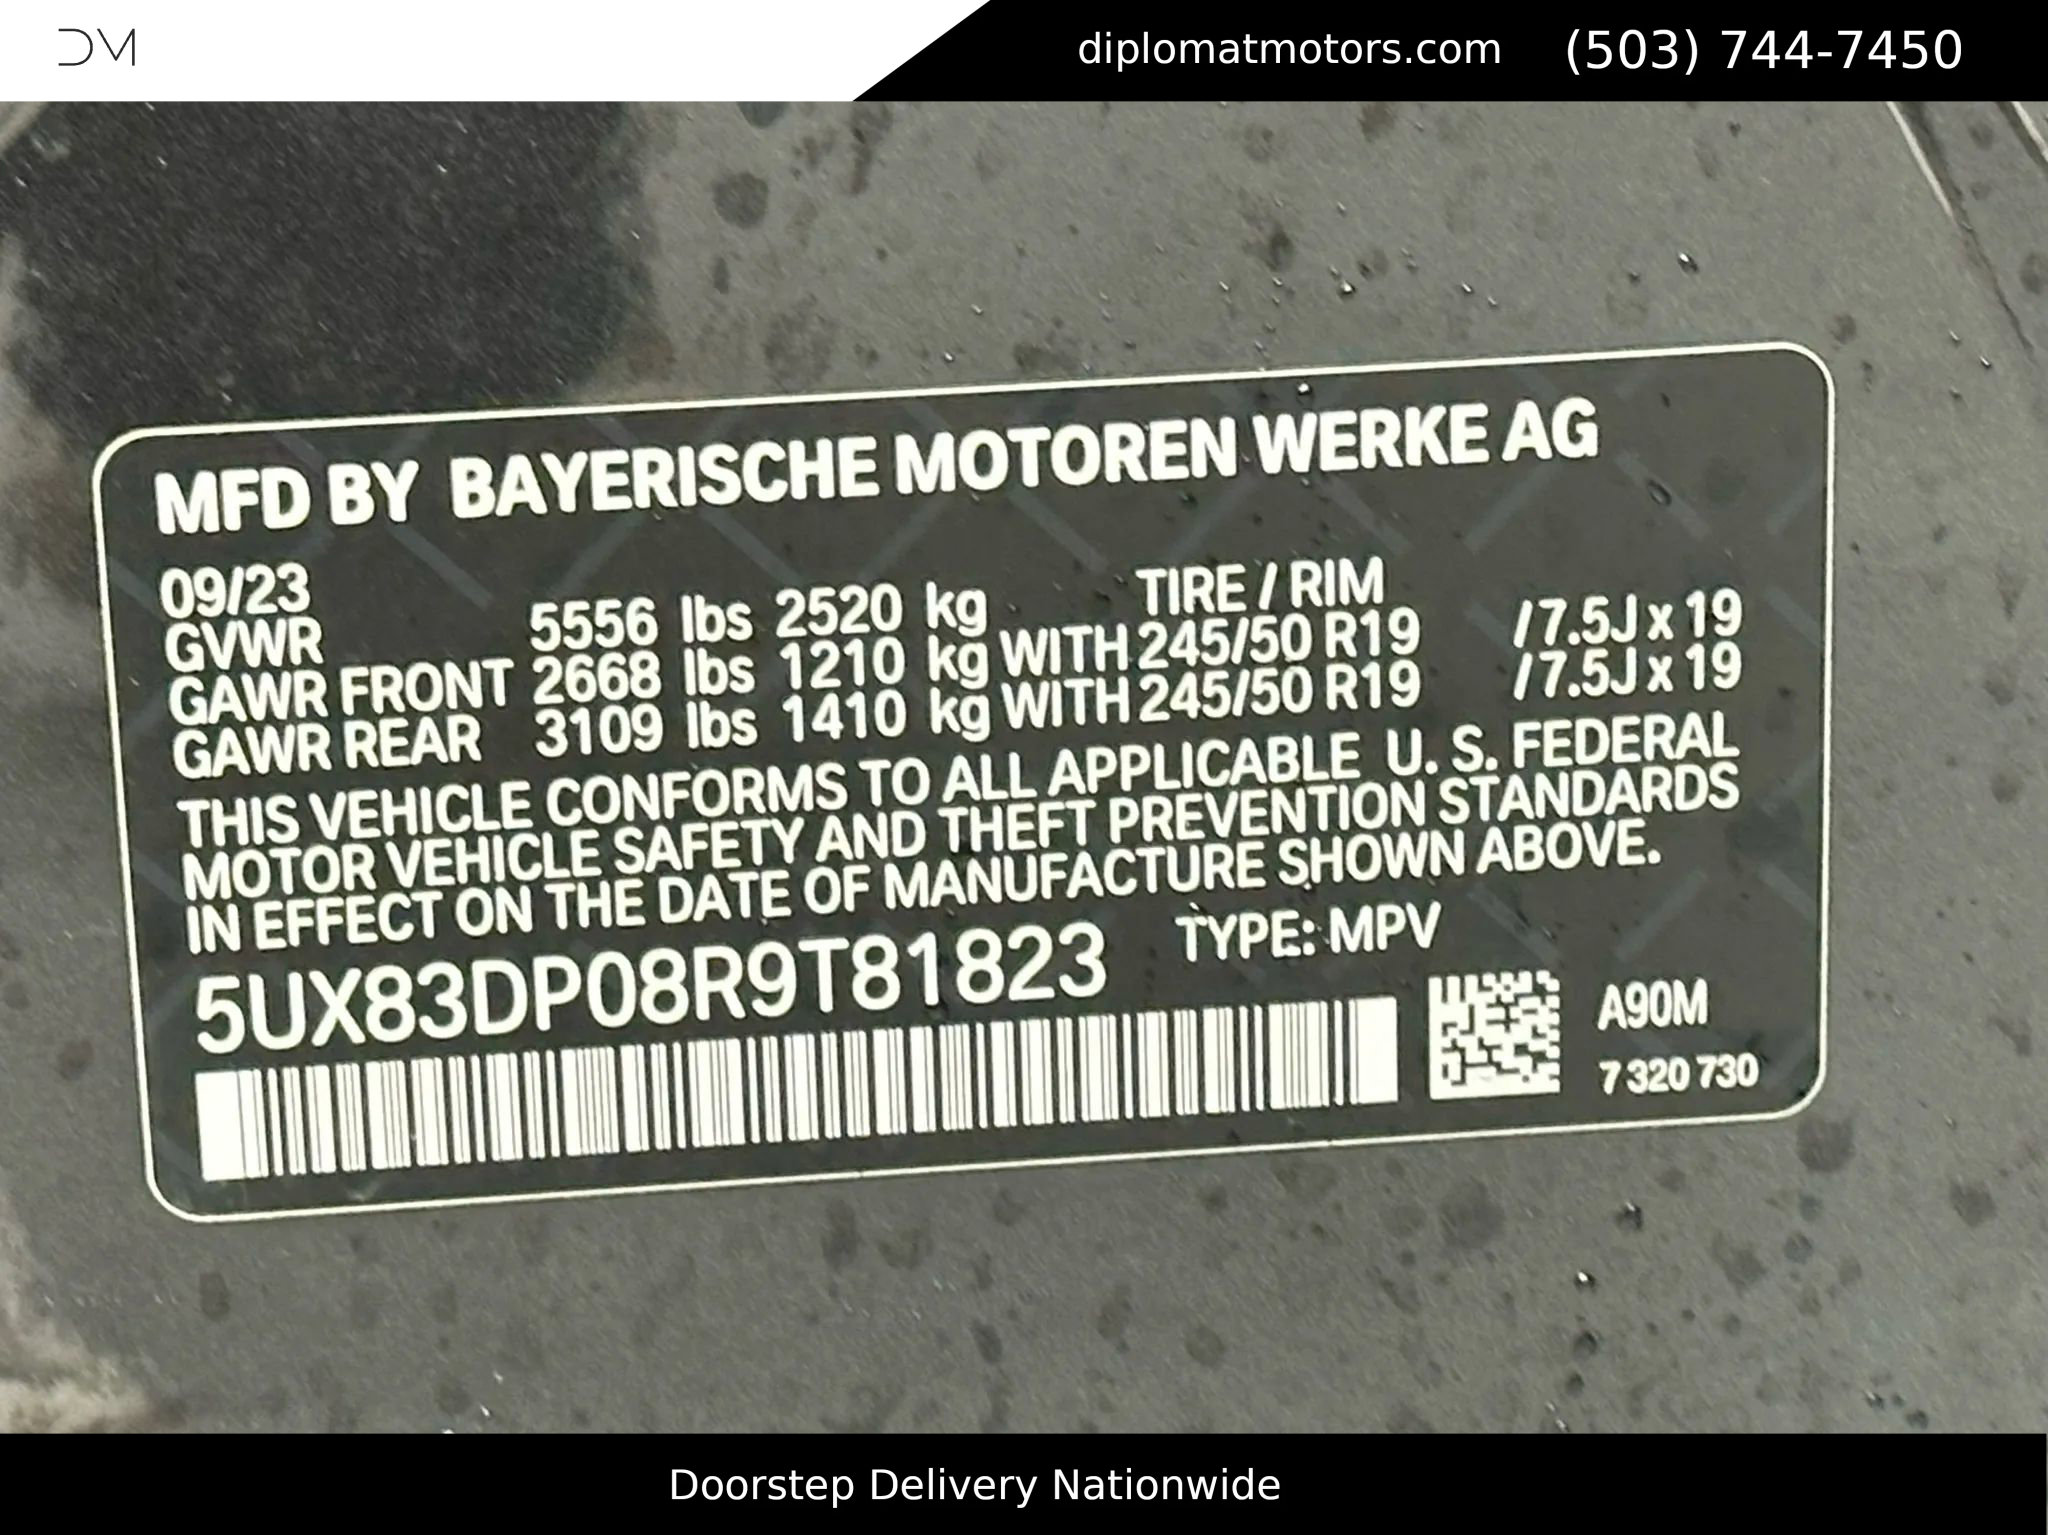 DM
diplomatmotors.com (503) 744-7450
MFD BY BAYERISCHE MOTOREN WERKE AG
09/23 TIRE / RIM
GVWR 5556 lbs 2520 kg
GAWR FRONT 2668 lbs 1210 kg WITH 245/50 R19 / 7.5J x 19
GAWR REAR 3109 lbs 1410 kg WITH 245/50 R19 / 7.5J x 19
THIS VEHICLE CONFORMS TO ALL APPLICABLE U. S. FEDERAL
MOTOR VEHICLE SAFETY AND THEFT PREVENTION STANDARDS
IN EFFECT ON THE DATE OF MANUFACTURE SHOWN ABOVE.
5UX83DP08R9T81823 TYPE: MPV
A90M
7 320 730
Doorstep Delivery Nationwide